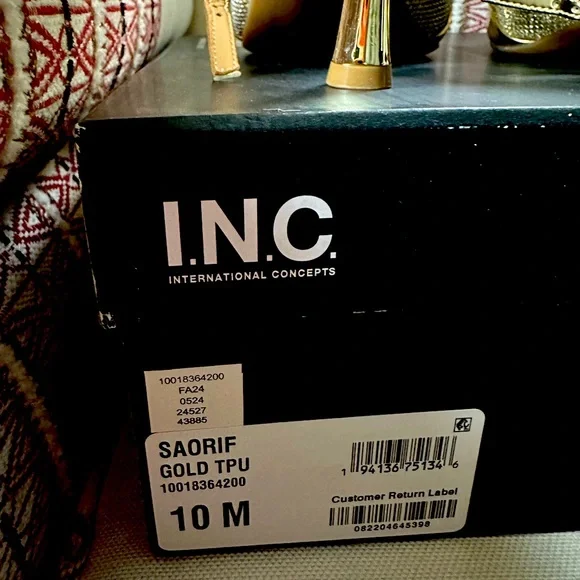 I.N.C.
INTERNATIONAL CONCEPTS
10018364200
FA24
0524
24527
43885
SAORIF
GOLD TPU
10018364200
10 M
1 94136 75134 6
Customer Return Label
082204645398